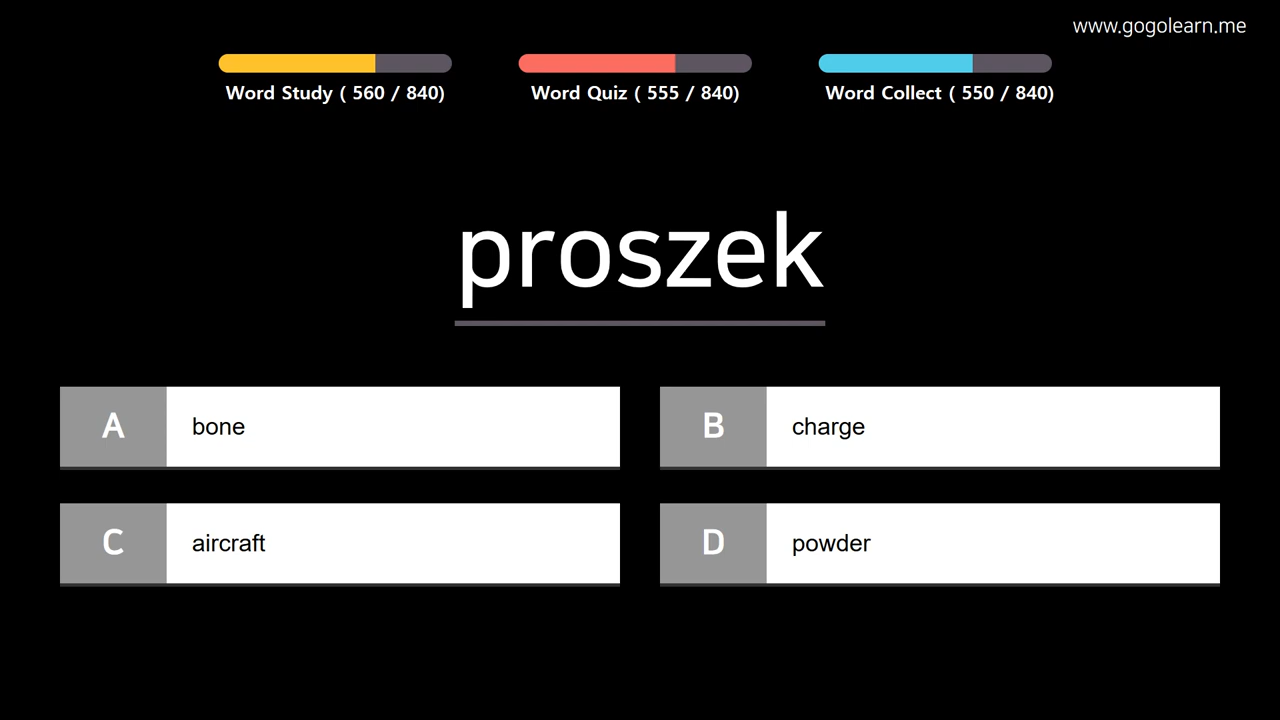 www.gogolearn.me
Word Study ( 560 / 840)
Word Quiz ( 555 / 840)
Word Collect ( 550 / 840)
proszek
A bone
B charge
C aircraft
D powder